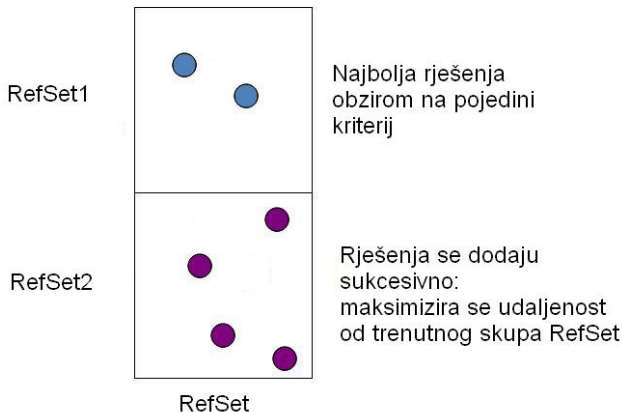 RefSet1
Najbolja rješenja
obzirom na pojedini
kriterij
RefSet2
Rješenja se dodaju
sukcesivno:
maksimizira se udaljenost
od trenutnog skupa RefSet
RefSet